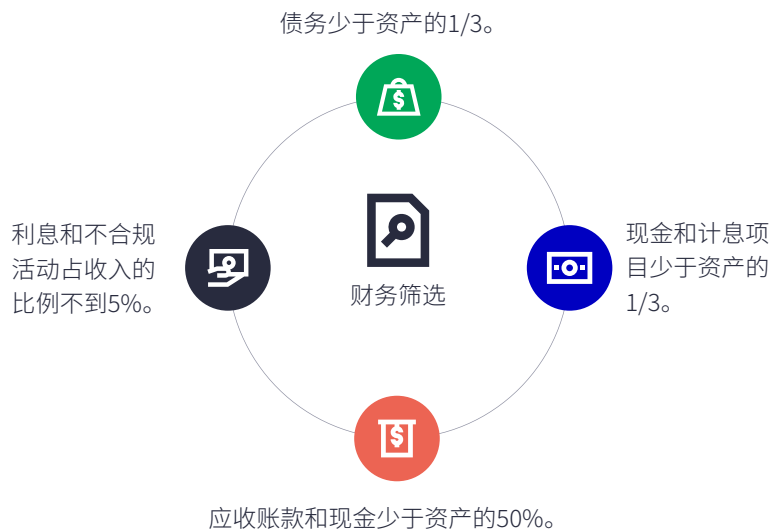 债务少于资产的1/3。
利息和不合规
活动占收入的
比例不到5%。
财务筛选
现金和计息项
目少于资产的
1/3。
应收账款和现金少于资产的50%。